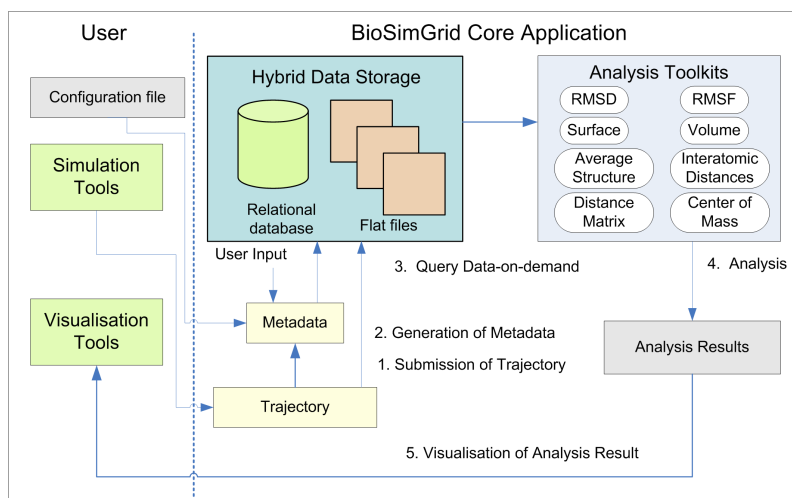 User
BioSimGrid Core Application
Configuration file
Simulation
Tools
Visualisation
Tools
Hybrid Data Storage
Relational
database
Flat files
Analysis Toolkits
RMSD
RMSF
Surface
Volume
Average
Structure
Interatomic
Distances
Distance
Matrix
Center of
Mass
User Input
3. Query Data-on-demand
4. Analysis
Metadata
2. Generation of Metadata
1. Submission of Trajectory
Analysis Results
Trajectory
5. Visualisation of Analysis Result